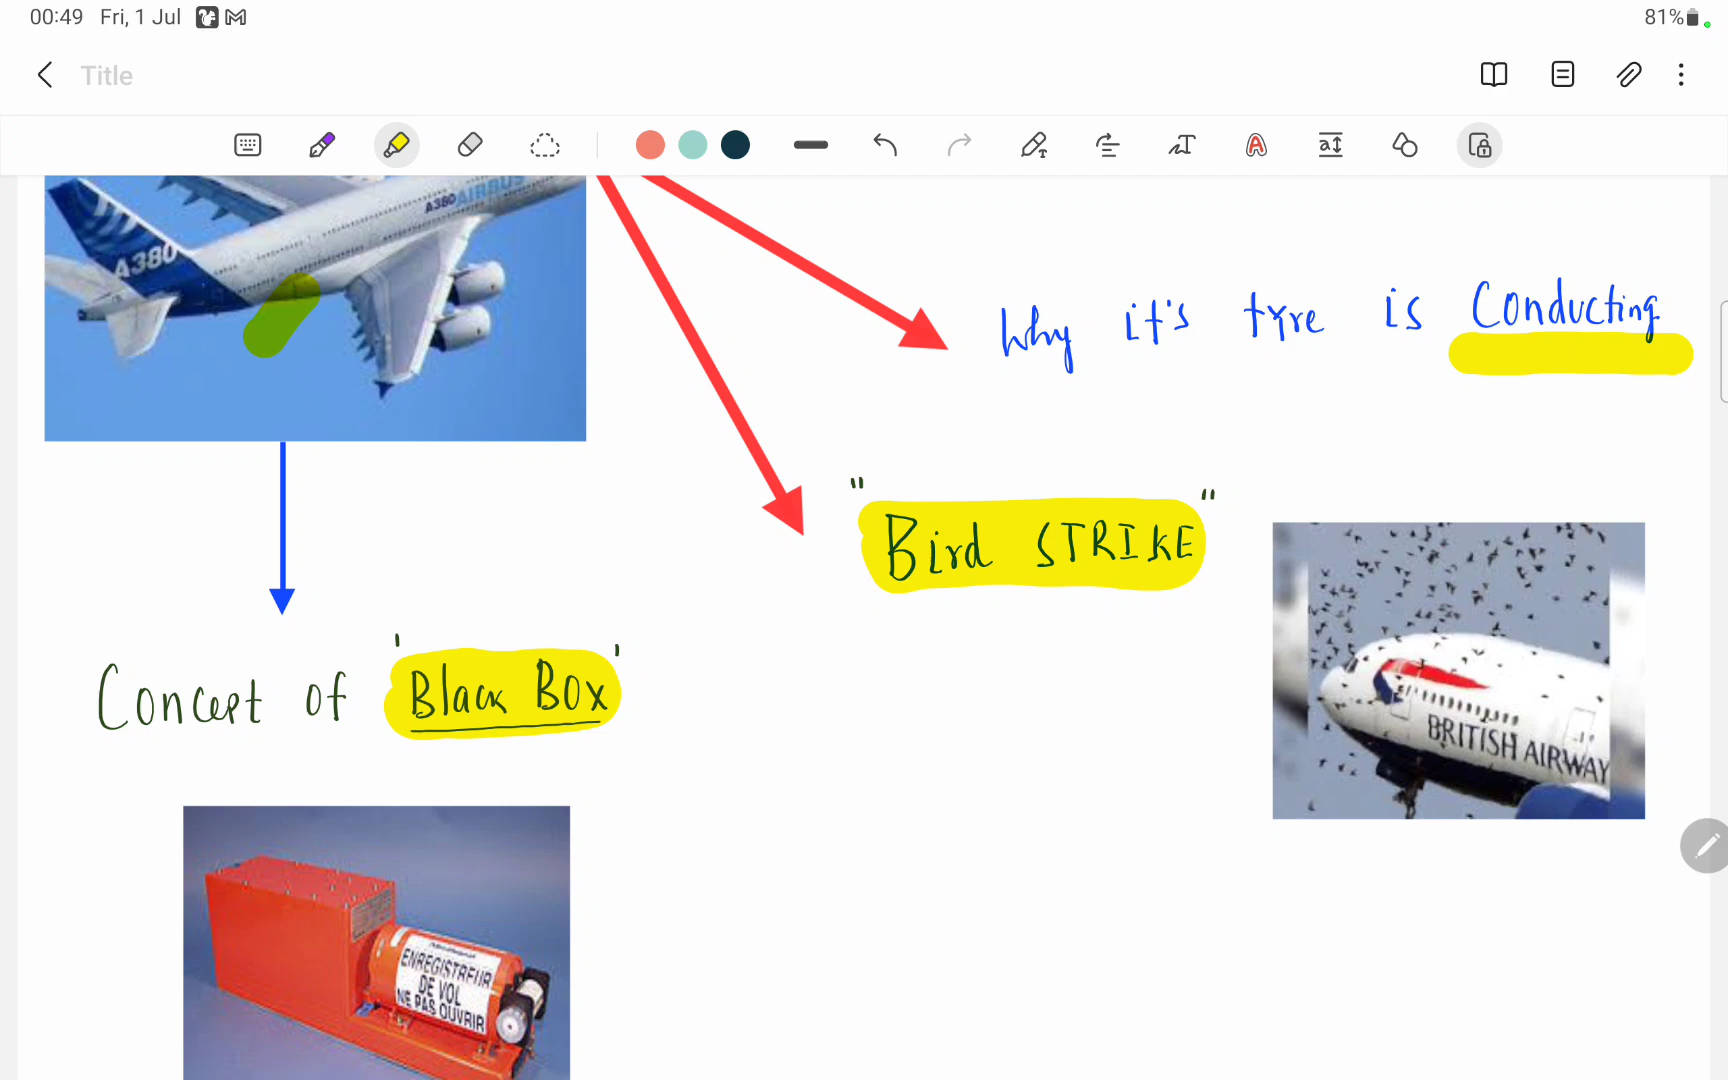 00:49 Fri, 1 Jul
81%
Title
A380 AIRBUS
A380
Why it's tyre is Conducting
" Bird STRIKE "
Concept of ' Black Box '
BRITISH AIRWAY
ENREGISTREUR
DE VOL
NE PAS OUVRIR